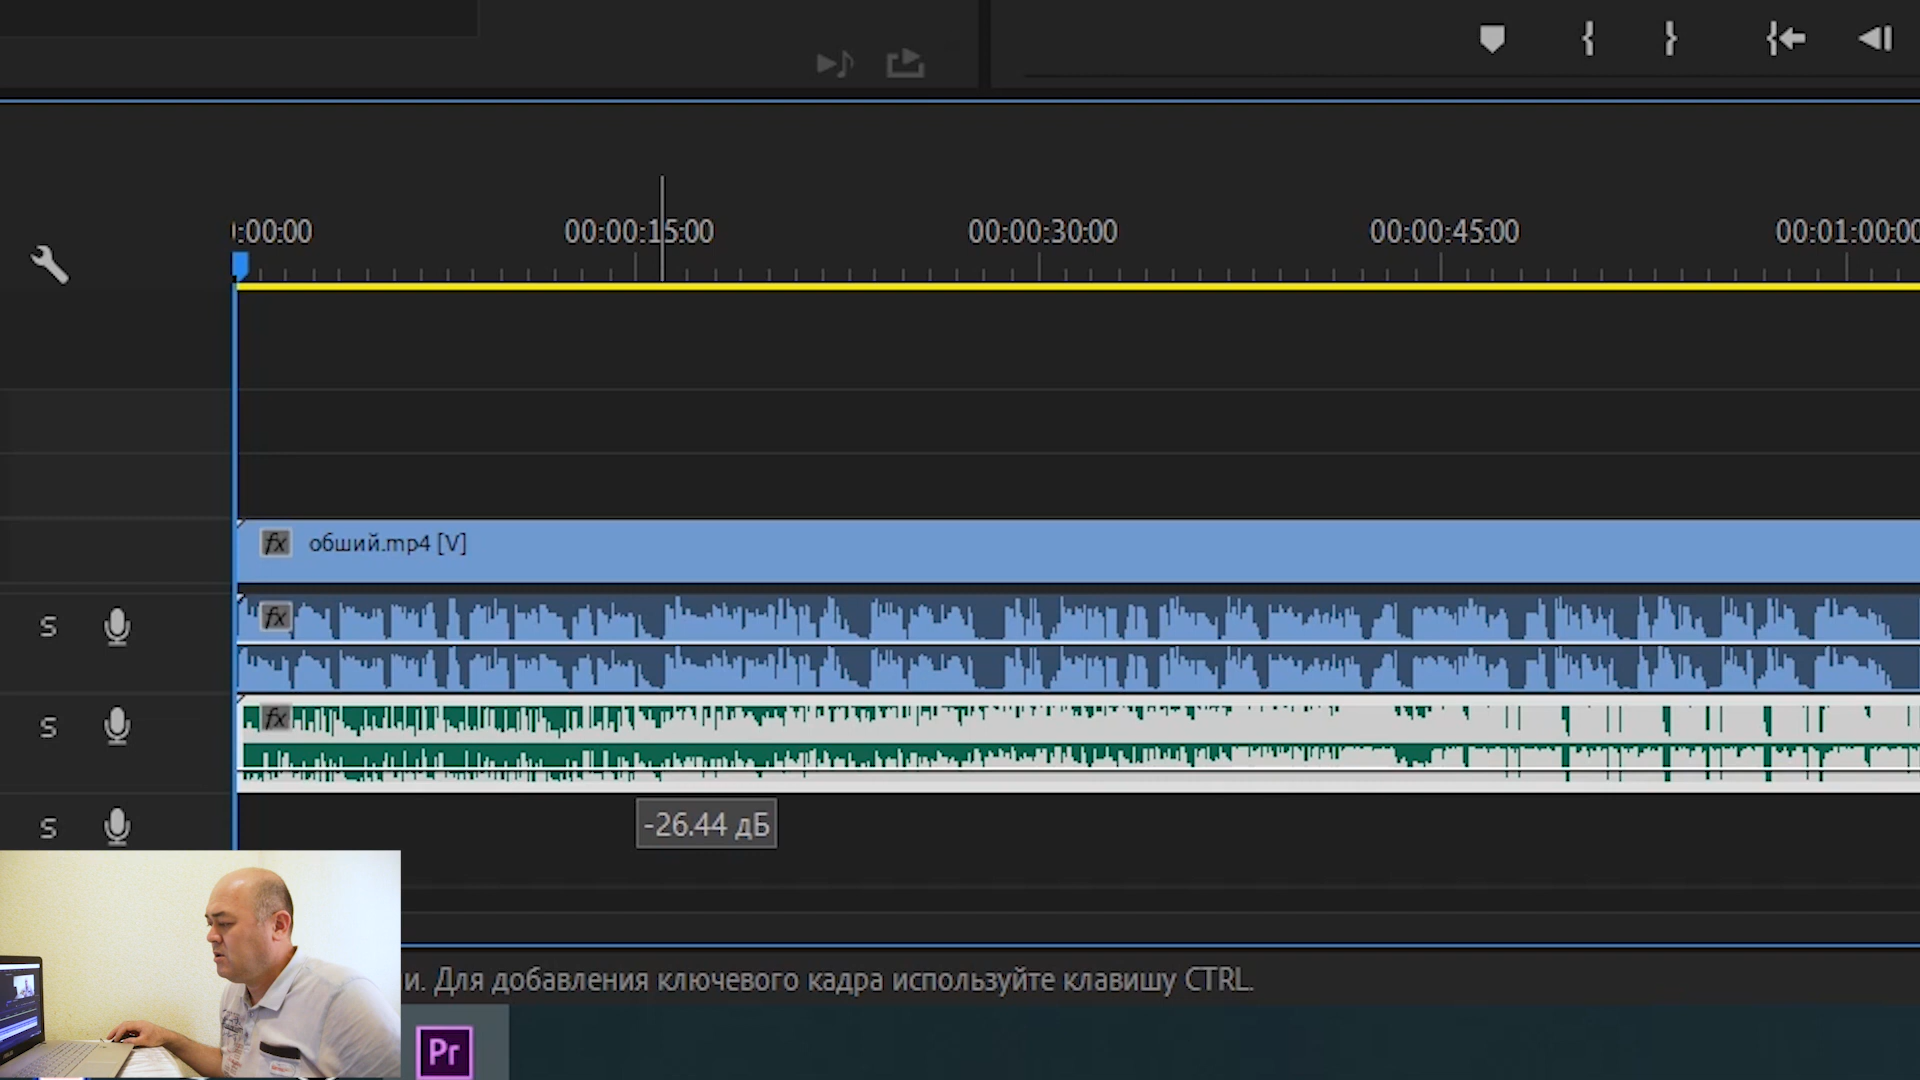 :00:00
00:00:15:00
00:00:30:00
00:00:45:00
00:01:00:00
fx обший.mp4 [V]
fx
S
fx
S
-26.44 дБ
S
и. Для добавления ключевого кадра используйте клавишу CTRL.
Pr